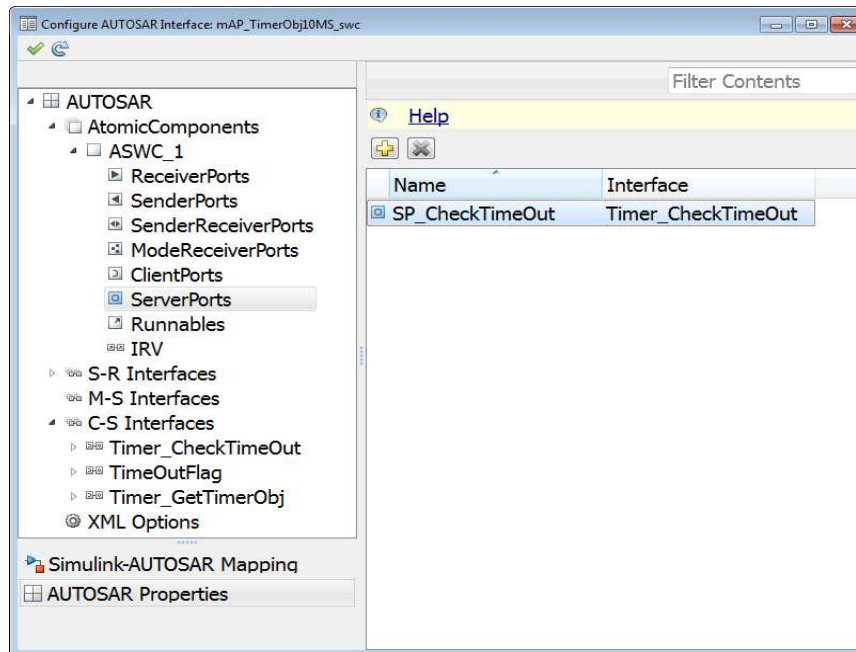 Configure AUTOSAR Interface: mAP_TimerObj10MS_swc
Filter Contents
AUTOSAR
AtomicComponents
ASWC_1
ReceiverPorts
SenderPorts
SenderReceiverPorts
ModeReceiverPorts
ClientPorts
ServerPorts
Runnables
IRV
S-R Interfaces
M-S Interfaces
C-S Interfaces
Timer_CheckTimeOut
TimeOutFlag
Timer_GetTimerObj
XML Options
Simulink-AUTOSAR Mapping
AUTOSAR Properties
Help
Name Interface
SP_CheckTimeOut Timer_CheckTimeOut